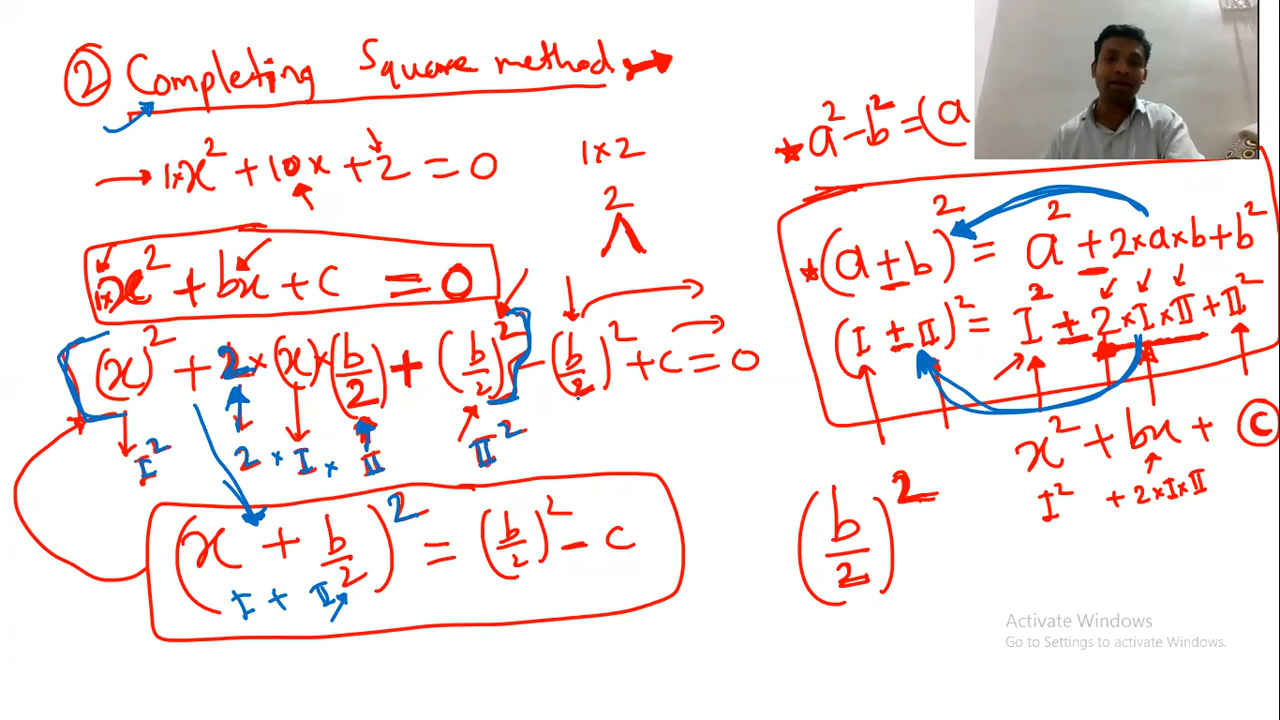 ② Completing Square method →
→ 1×x² + 10x + 2 = 0
1×2
2
1×x² + bx + c = 0
(x)² + 2 × (x) × (b/2) + (b/2)² - (b/2)² + c = 0
I²
2 × I × II
II²
(x + b/2)² = (b/2)² - c
I + II
* a² - b² = (a
* (a + b)² = a² + 2×a×b + b²
(I ± II)² = I² ± 2×I×II + II²
x² + bx + c
I² + 2×I×II
(b/2)²
Activate Windows
Go to Settings to activate Windows.